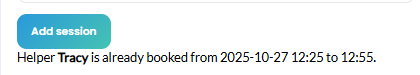 Add session
Helper Tracy is already booked from 2025-10-27 12:25 to 12:55.